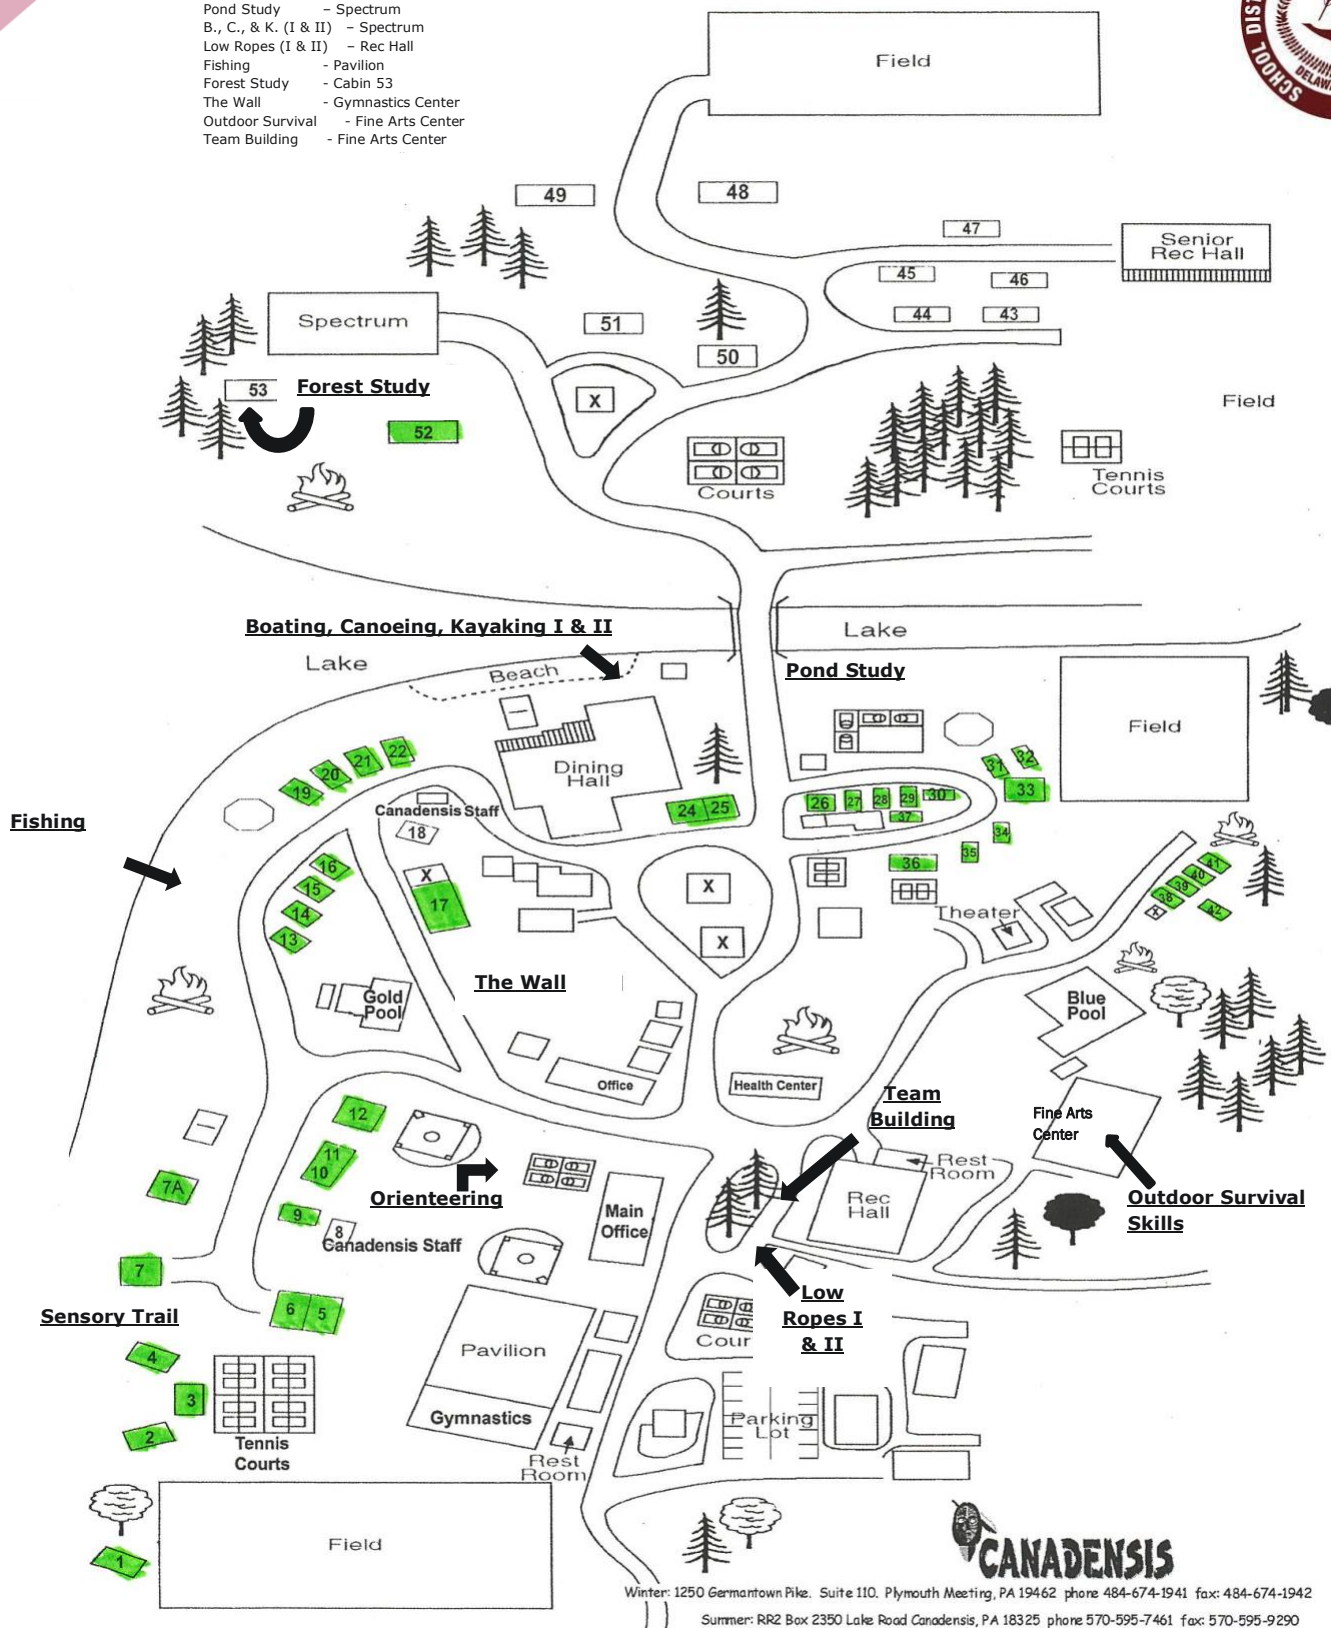 Pond Study – Spectrum
B., C., & K. (I & II) – Spectrum
Low Ropes (I & II) – Rec Hall
Fishing - Pavilion
Forest Study - Cabin 53
The Wall - Gymnastics Center
Outdoor Survival - Fine Arts Center
Team Building - Fine Arts Center
SCHOOL
Field
49
48
47
Senior
Rec Hall
45
46
44
43
Spectrum
51
50
53
Forest Study
X
52
Field
Courts
Tennis
Courts
Boating, Canoeing, Kayaking I & II
Lake
Lake
Beach
Pond Study
Field
Dining
Hall
22
21
20
19
24
25
26
27
28
29
30
31
32
33
37
34
35
36
Canadensis Staff
18
Fishing
16
15
14
13
X
17
X
X
Theater
41
40
39
38
X
42
The Wall
Gold
Pool
Blue
Pool
Office
Health Center
Team
Building
Fine Arts
Center
12
11
10
Rest
Room
7A
Orienteering
Rec
Hall
Outdoor Survival
Skills
9
8
Canadensis Staff
Main
Office
7
6
5
Low
Ropes I
& II
Sensory Trail
4
3
2
Tennis
Courts
Pavilion
Gymnastics
Cour
Parking
Lot
Rest
Room
Field
1
CANADENSIS
Winter: 1250 Germantown Pike. Suite 110. Plymouth Meeting, PA 19462 phone 484-674-1941 fax: 484-674-1942
Summer: RR2 Box 2350 Lake Road Canadensis, PA 18325 phone 570-595-7461 fax: 570-595-9290